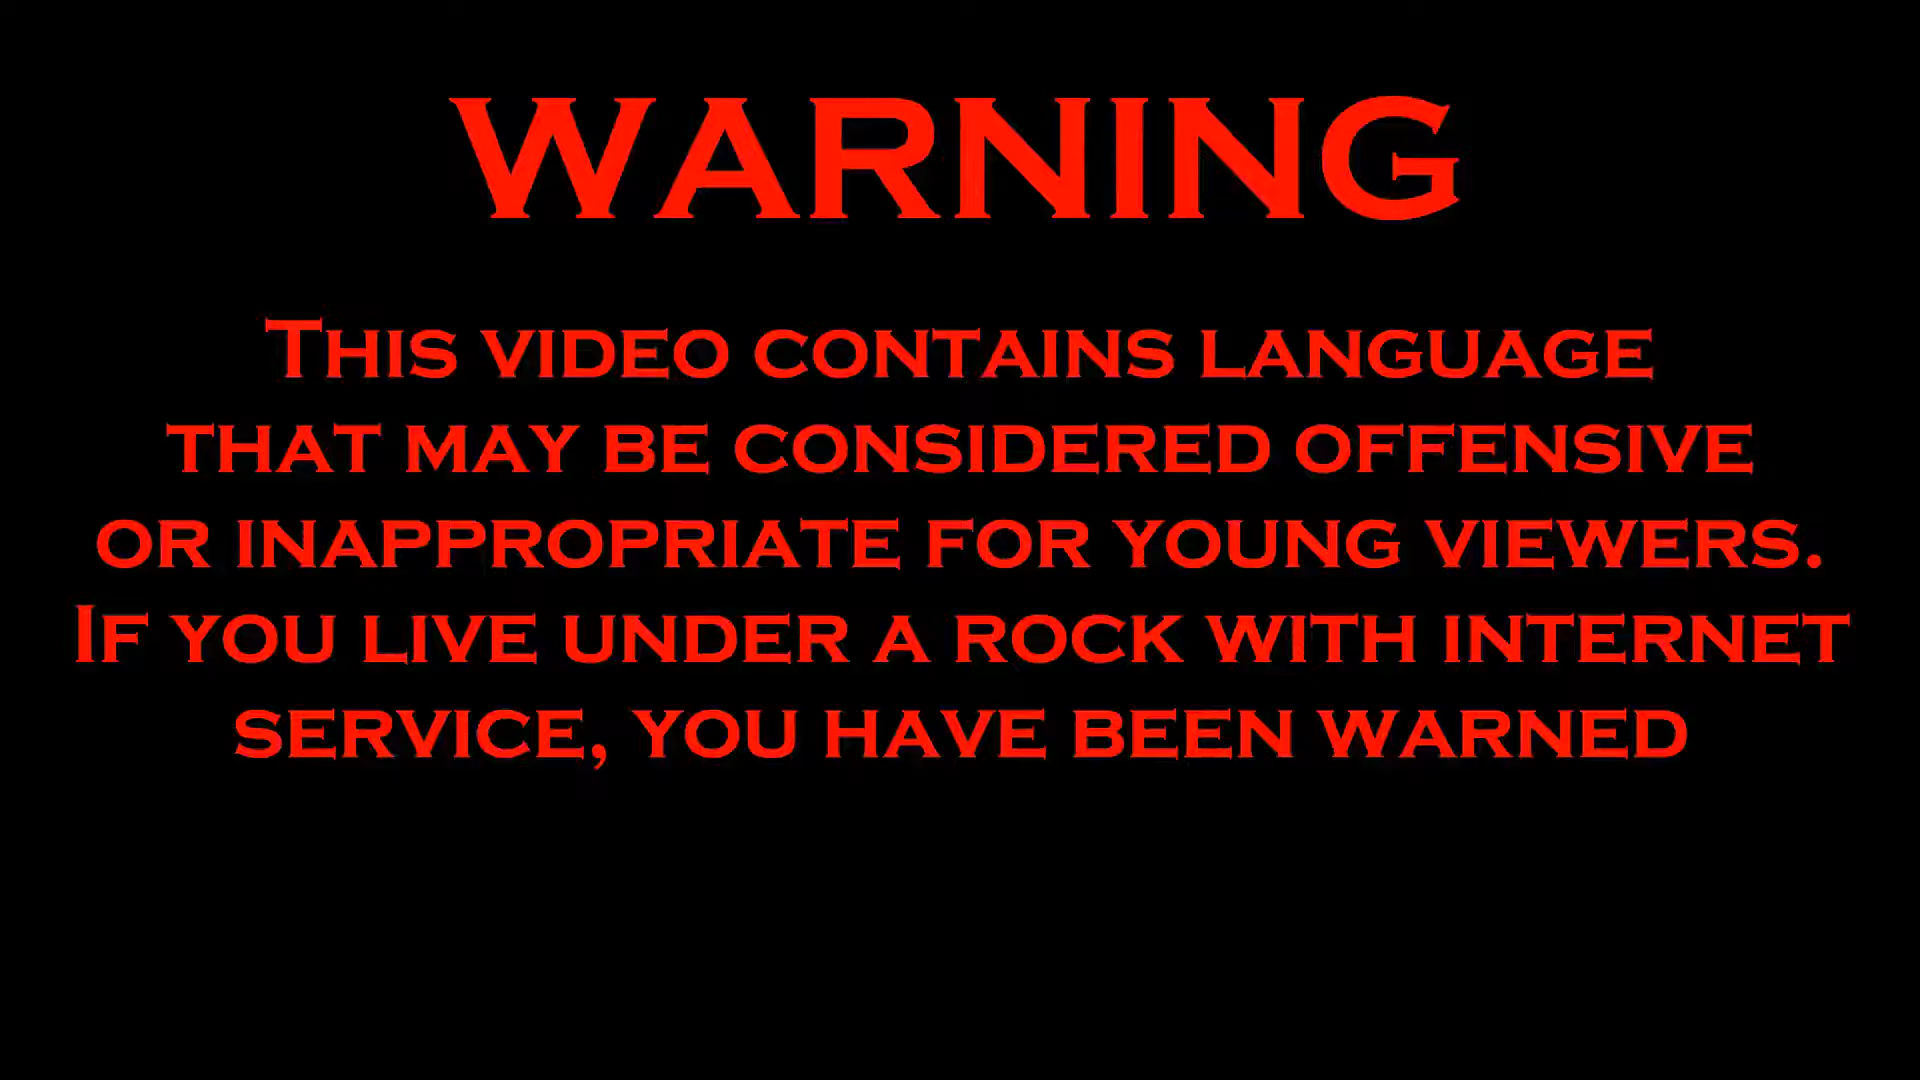 WARNING
THIS VIDEO CONTAINS LANGUAGE
THAT MAY BE CONSIDERED OFFENSIVE
OR INAPPROPRIATE FOR YOUNG VIEWERS.
IF YOU LIVE UNDER A ROCK WITH INTERNET
SERVICE, YOU HAVE BEEN WARNED